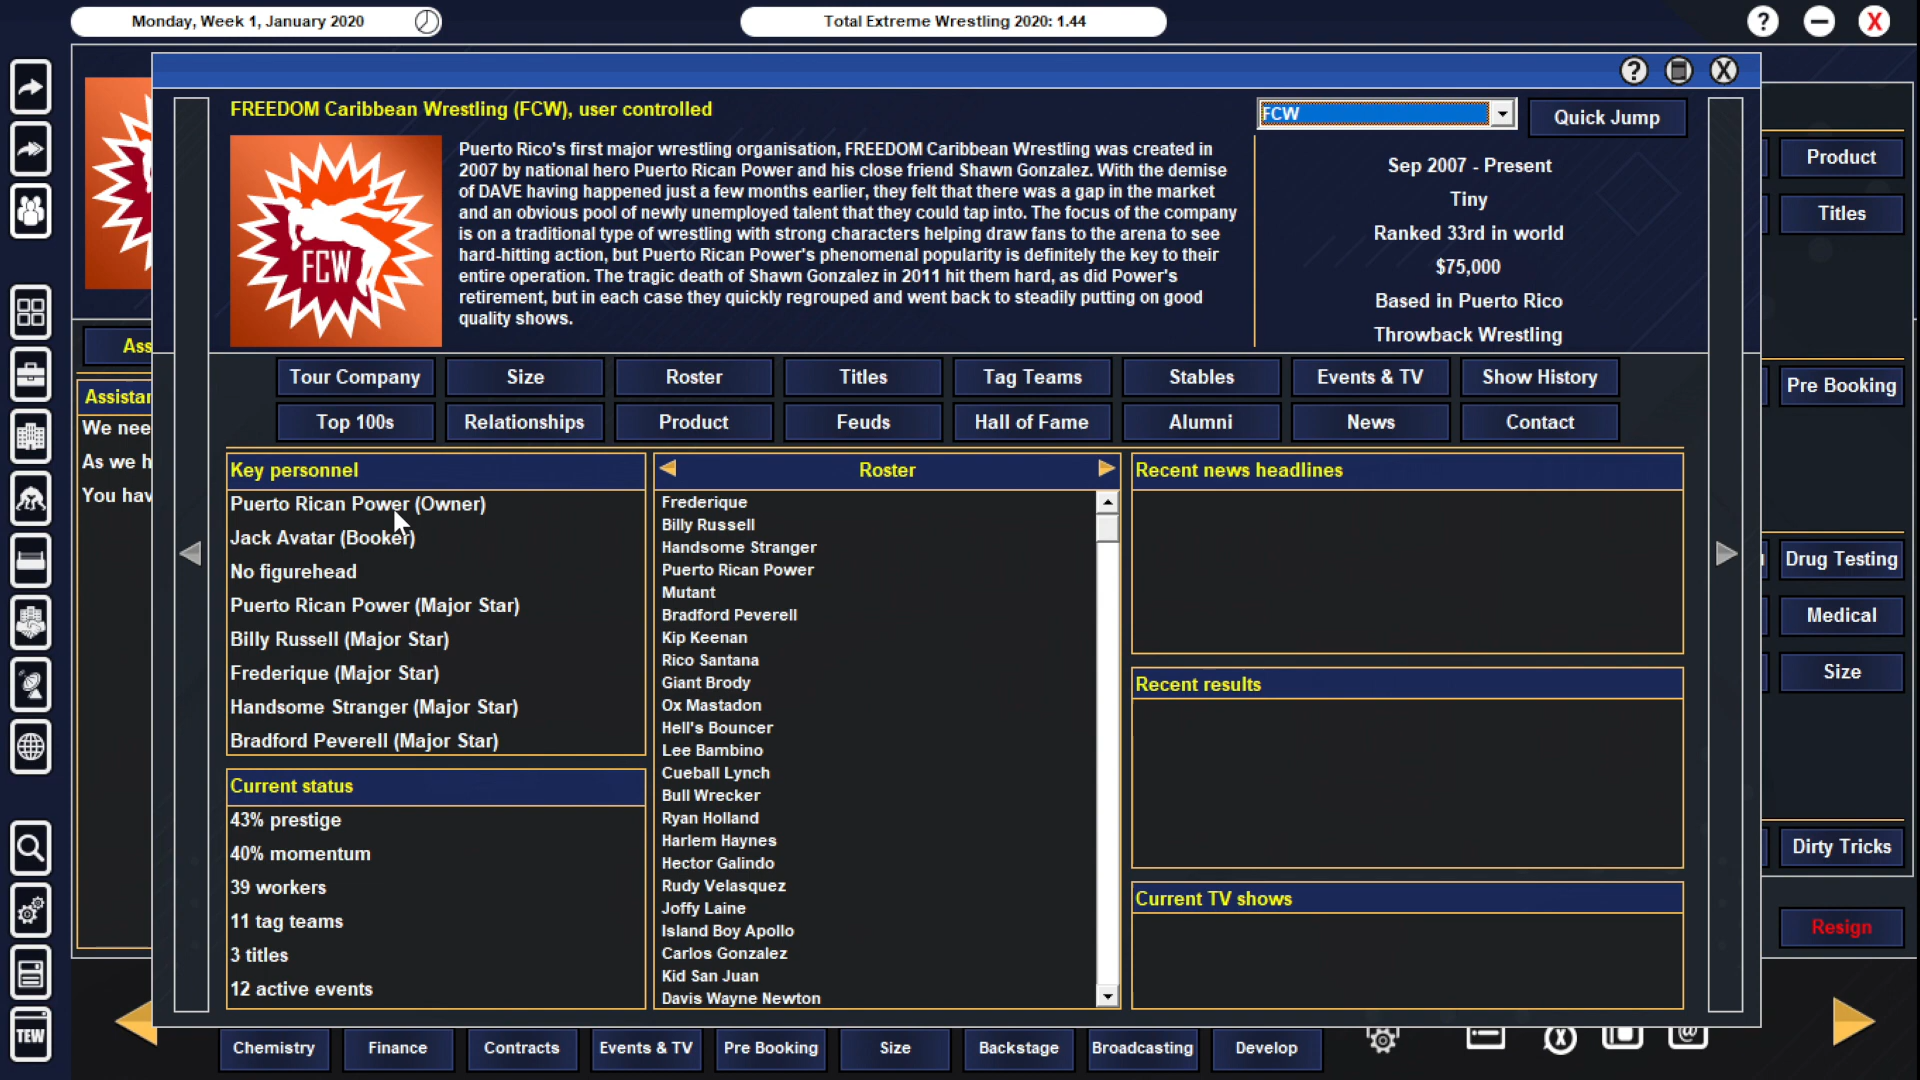 Monday, Week 1, January 2020
Total Extreme Wrestling 2020: 1.44
?
X
? X
FREEDOM Caribbean Wrestling (FCW), user controlled
FCW
Quick Jump
FCW
Puerto Rico's first major wrestling organisation, FREEDOM Caribbean Wrestling was created in
2007 by national hero Puerto Rican Power and his close friend Shawn Gonzalez. With the demise
of DAVE having happened just a few months earlier, they felt that there was a gap in the market
and an obvious pool of newly unemployed talent that they could tap into. The focus of the company
is on a traditional type of wrestling with strong characters helping draw fans to the arena to see
hard-hitting action, but Puerto Rican Power's phenomenal popularity is definitely the key to their
entire operation. The tragic death of Shawn Gonzalez in 2011 hit them hard, as did Power's
retirement, but in each case they quickly regrouped and went back to steadily putting on good
quality shows.
Sep 2007 - Present
Tiny
Ranked 33rd in world
$75,000
Based in Puerto Rico
Throwback Wrestling
Tour Company
Size
Roster
Titles
Tag Teams
Stables
Events & TV
Show History
Top 100s
Relationships
Product
Feuds
Hall of Fame
Alumni
News
Contact
Key personnel
Puerto Rican Power (Owner)
Jack Avatar (Booker)
No figurehead
Puerto Rican Power (Major Star)
Billy Russell (Major Star)
Frederique (Major Star)
Handsome Stranger (Major Star)
Bradford Peverell (Major Star)
Current status
43% prestige
40% momentum
39 workers
11 tag teams
3 titles
12 active events
Roster
Frederique
Billy Russell
Handsome Stranger
Puerto Rican Power
Mutant
Bradford Peverell
Kip Keenan
Rico Santana
Giant Brody
Ox Mastadon
Hell's Bouncer
Lee Bambino
Cueball Lynch
Bull Wrecker
Ryan Holland
Harlem Haynes
Hector Galindo
Rudy Velasquez
Joffy Laine
Island Boy Apollo
Carlos Gonzalez
Kid San Juan
Davis Wayne Newton
Recent news headlines
Recent results
Current TV shows
Ass
Assistan
We nee
As we h
You hav
Product
Titles
Pre Booking
Drug Testing
Medical
Size
Dirty Tricks
Resign
TEW
Chemistry
Finance
Contracts
Events & TV
Pre Booking
Size
Backstage
Broadcasting
Develop
X
@